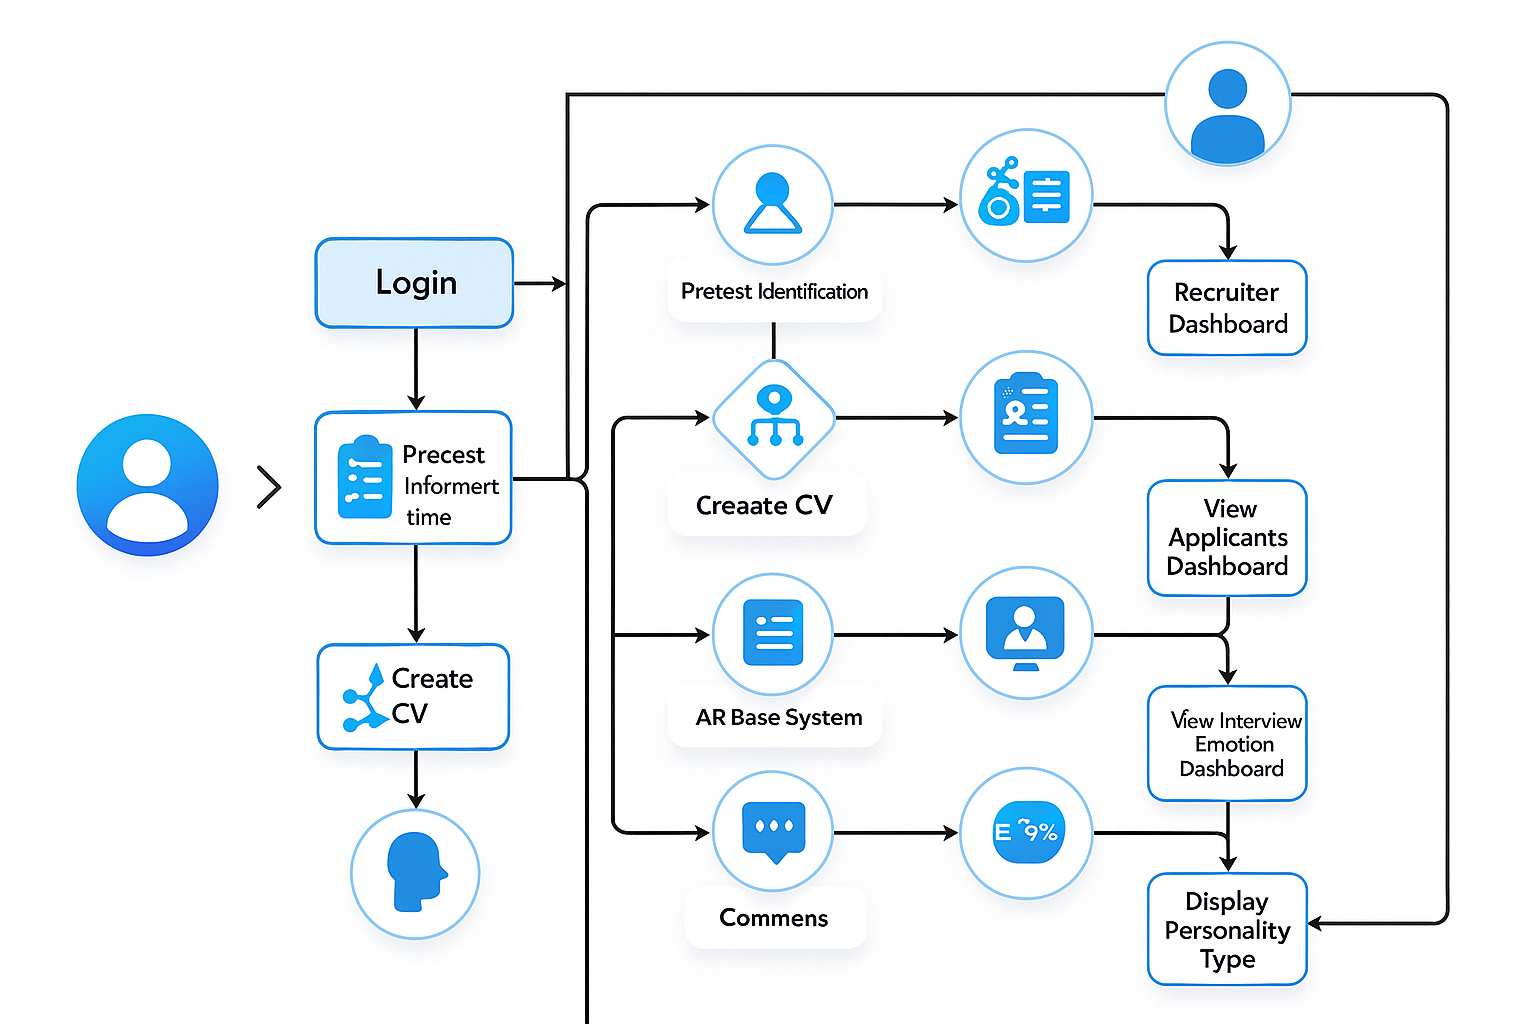 Login
Precest
Informert
time
Create
CV
Pretest Identification
Creaate CV
AR Base System
Commens
E ~9%
Recruiter
Dashboard
View
Applicants
Dashboard
View Interview
Emotion
Dashboard
Display
Personality
Type